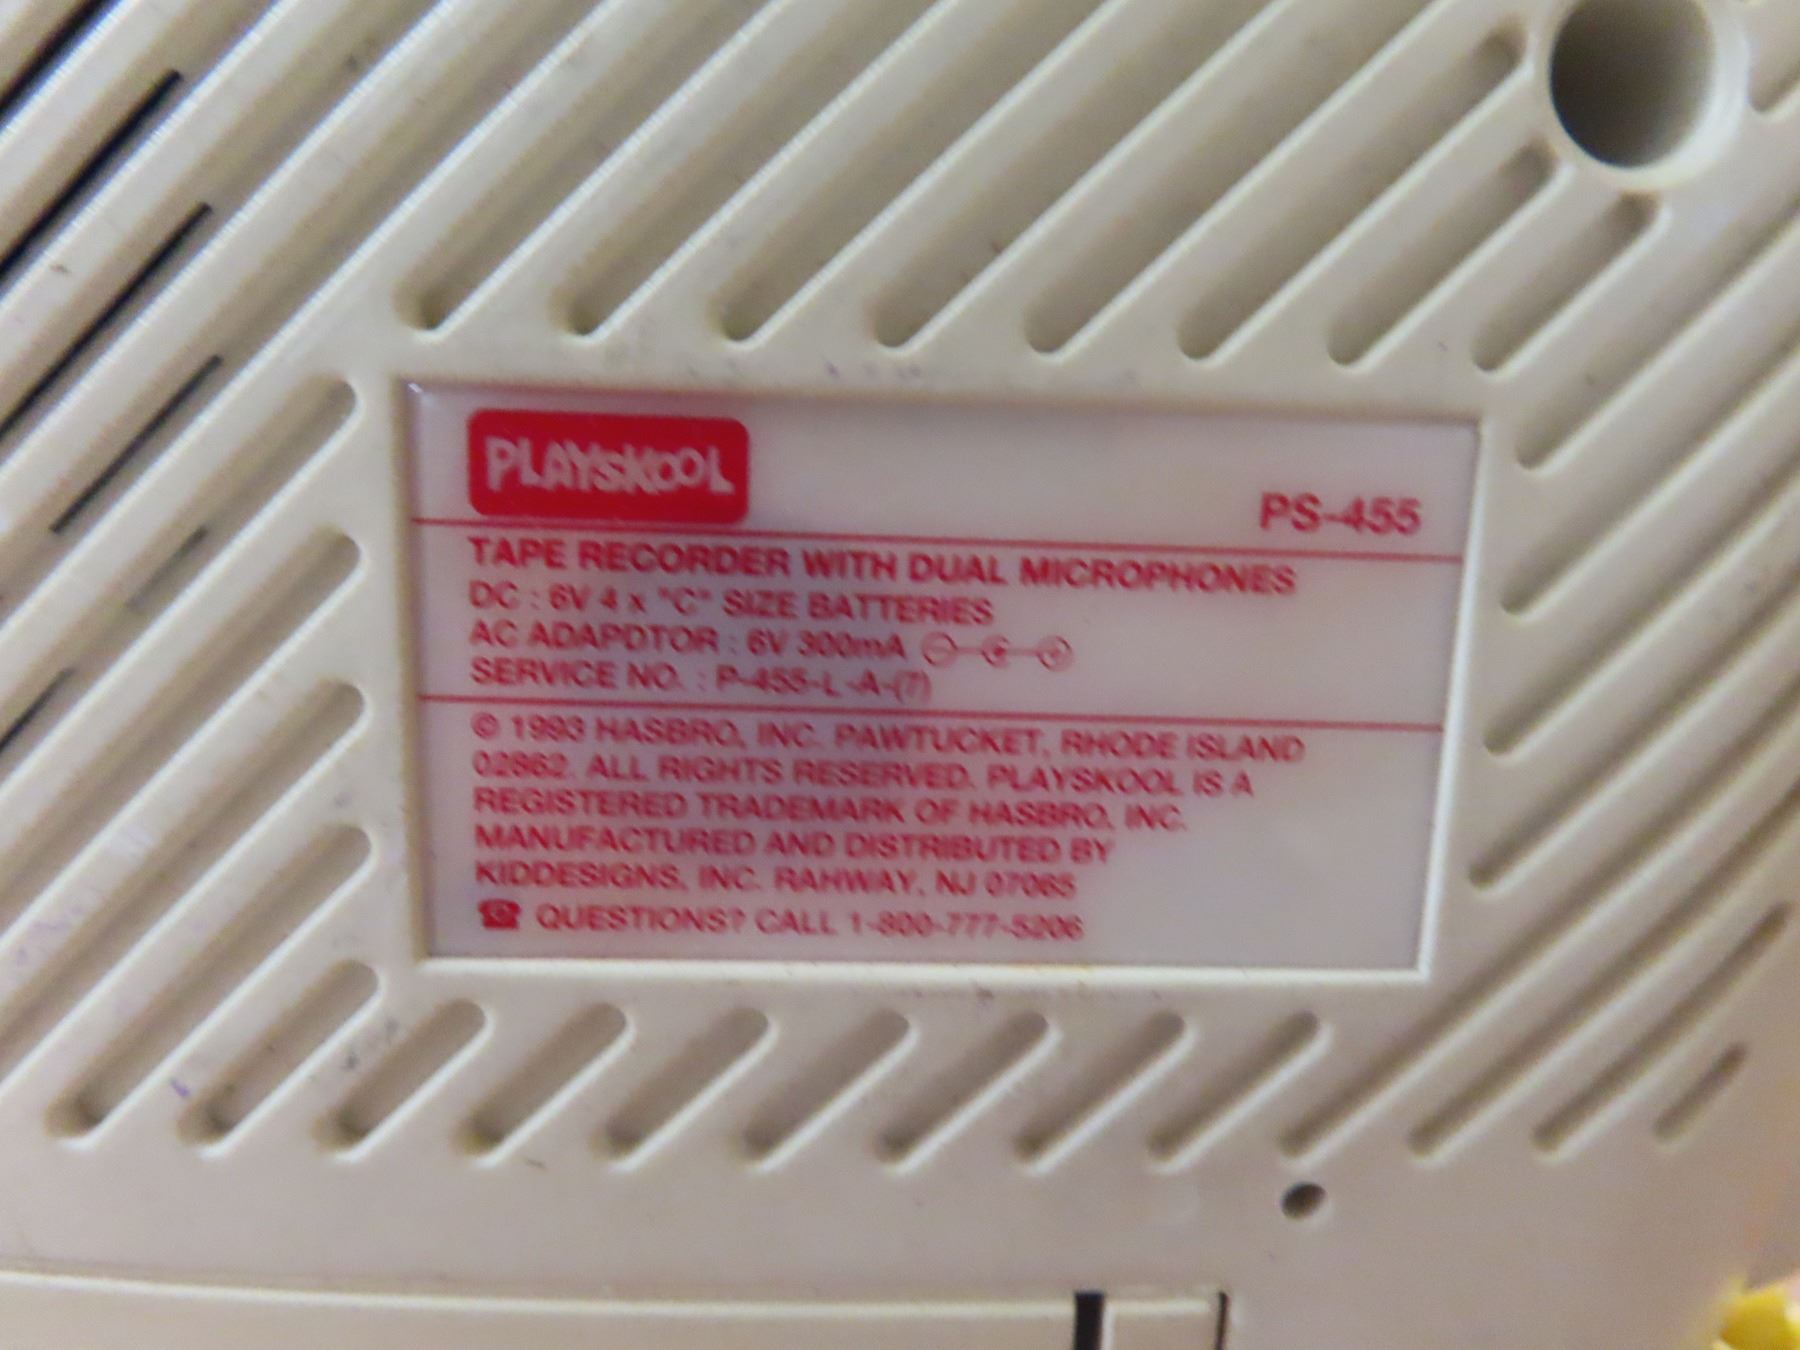 PLAYSKOOL
PS-455
TAPE RECORDER WITH DUAL MICROPHONES
DC : 6V 4 x "C" SIZE BATTERIES
AC ADAPDTOR : 6V 300mA
SERVICE NO. : P-455-L-A-(7)
© 1993 HASBRO, INC. PAWTUCKET, RHODE ISLAND
02862. ALL RIGHTS RESERVED. PLAYSKOOL IS A
REGISTERED TRADEMARK OF HASBRO, INC.
MANUFACTURED AND DISTRIBUTED BY
KIDDESIGNS, INC. RAHWAY, NJ 07065
☎ QUESTIONS? CALL 1-800-777-5206